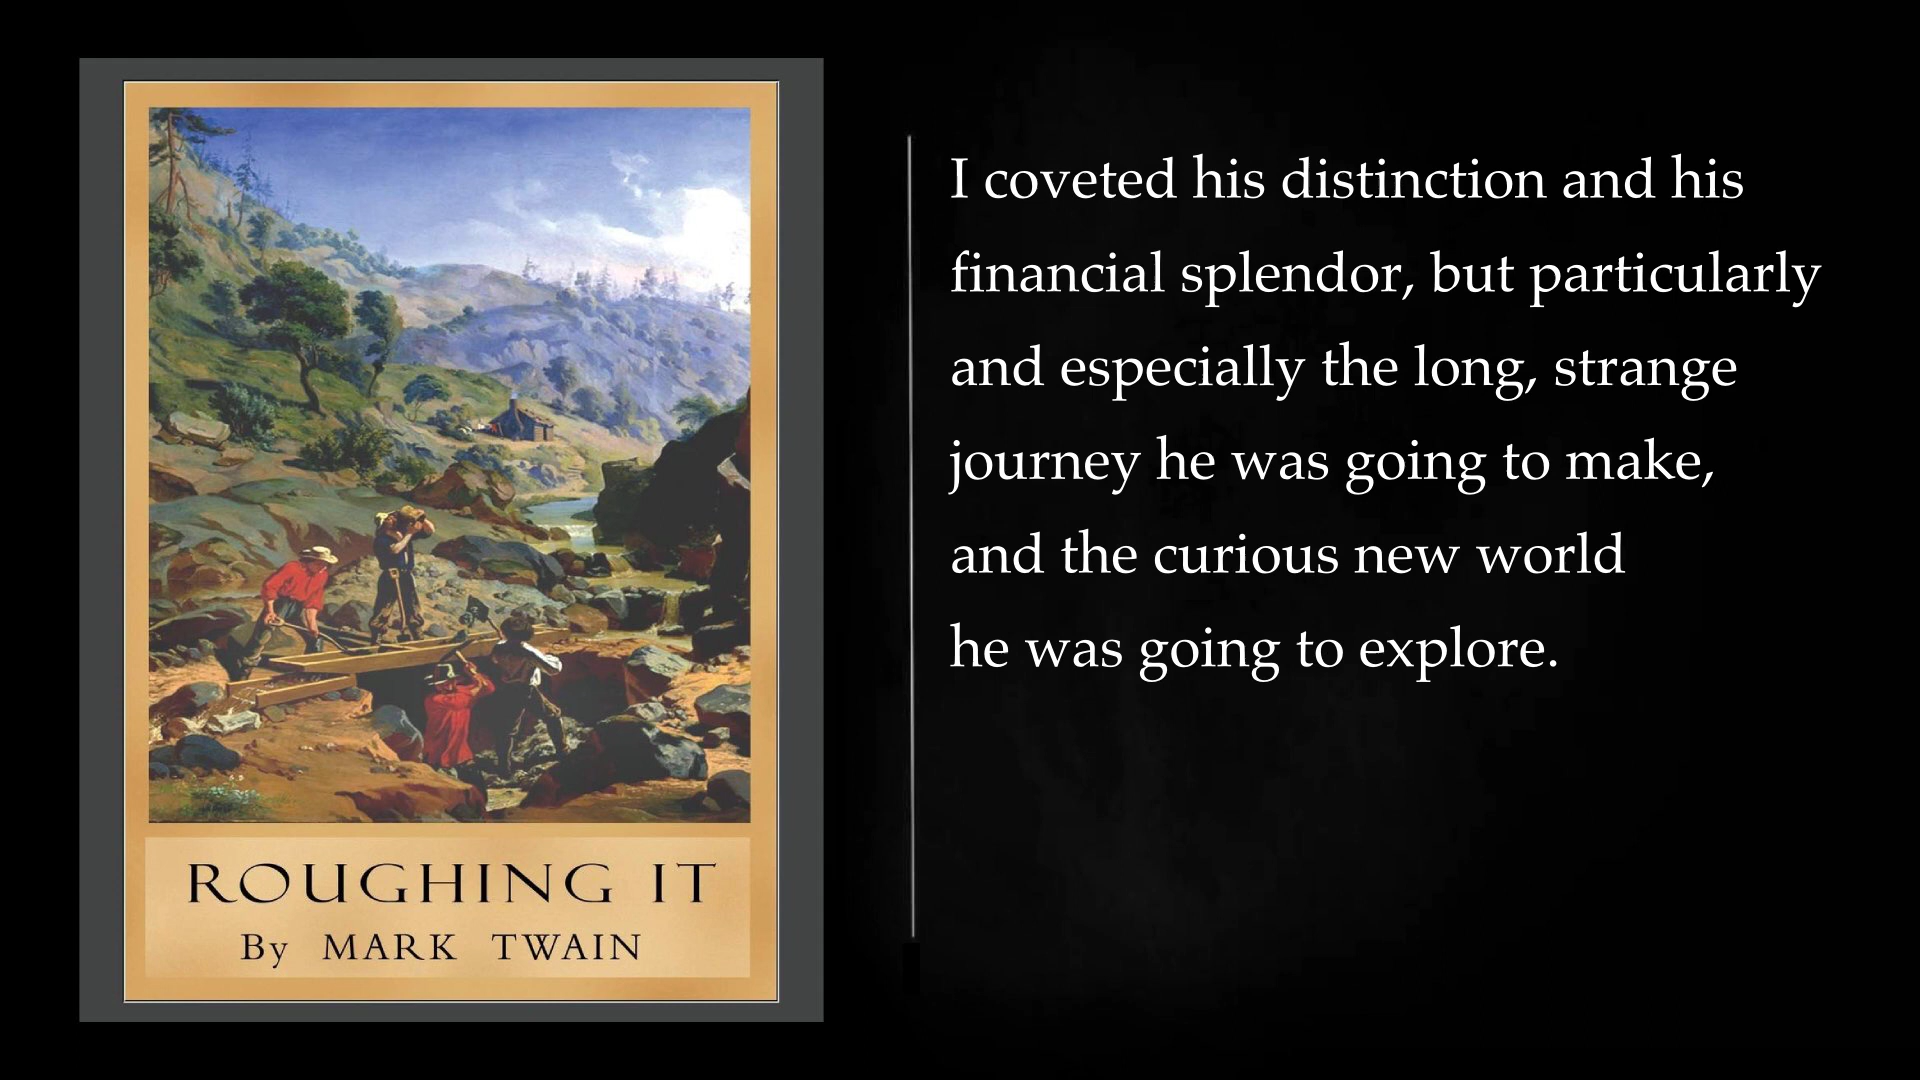 ROUGHING IT
By MARK TWAIN
I coveted his distinction and his
financial splendor, but particularly
and especially the long, strange
journey he was going to make,
and the curious new world
he was going to explore.